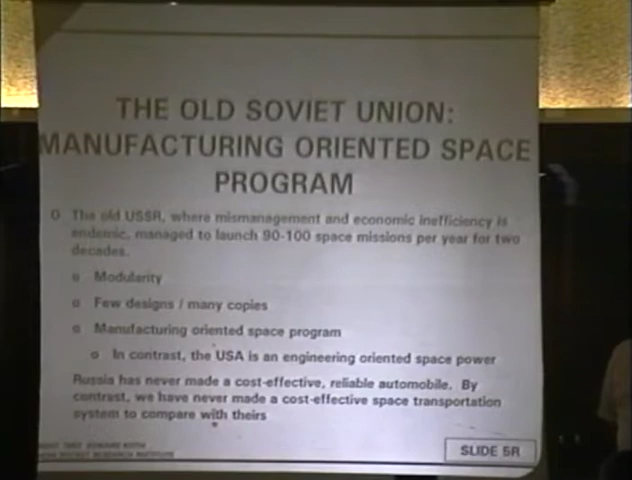 THE OLD SOVIET UNION:
MANUFACTURING ORIENTED SPACE
PROGRAM
O The old USSR, where mismanagement and economic inefficiency is
endemic, managed to launch 90-100 space missions per year for two
decades.
o Modularity
o Few designs / many copies
o Manufacturing oriented space program
o In contrast, the USA is an engineering oriented space power
Russia has never made a cost-effective, reliable automobile. By
contrast, we have never made a cost-effective space transportation
system to compare with theirs
RESEARCH INSTITUTE
SLIDE 5R